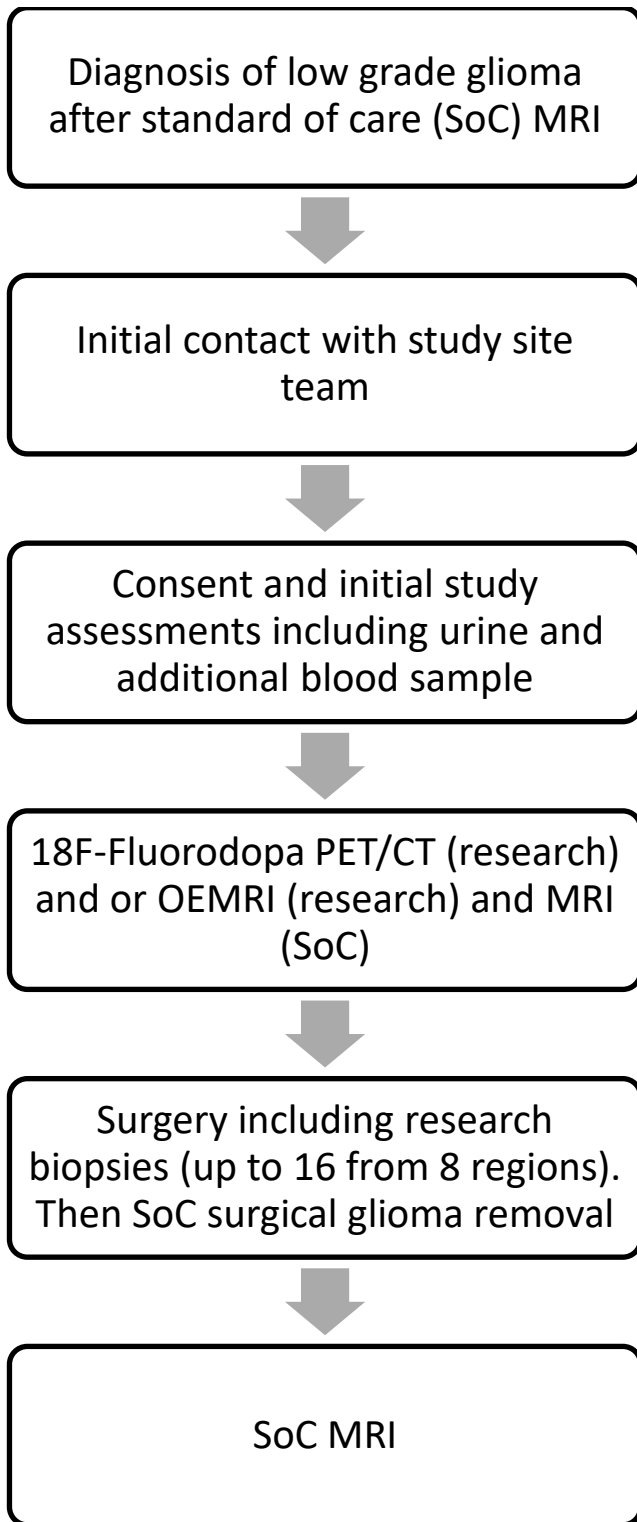 Diagnosis of low grade glioma
after standard of care (SoC) MRI
Initial contact with study site
team
Consent and initial study
assessments including urine and
additional blood sample
18F-Fluorodopa PET/CT (research)
and or OEMRI (research) and MRI
(SoC)
Surgery including research
biopsies (up to 16 from 8 regions).
Then SoC surgical glioma removal
SoC MRI